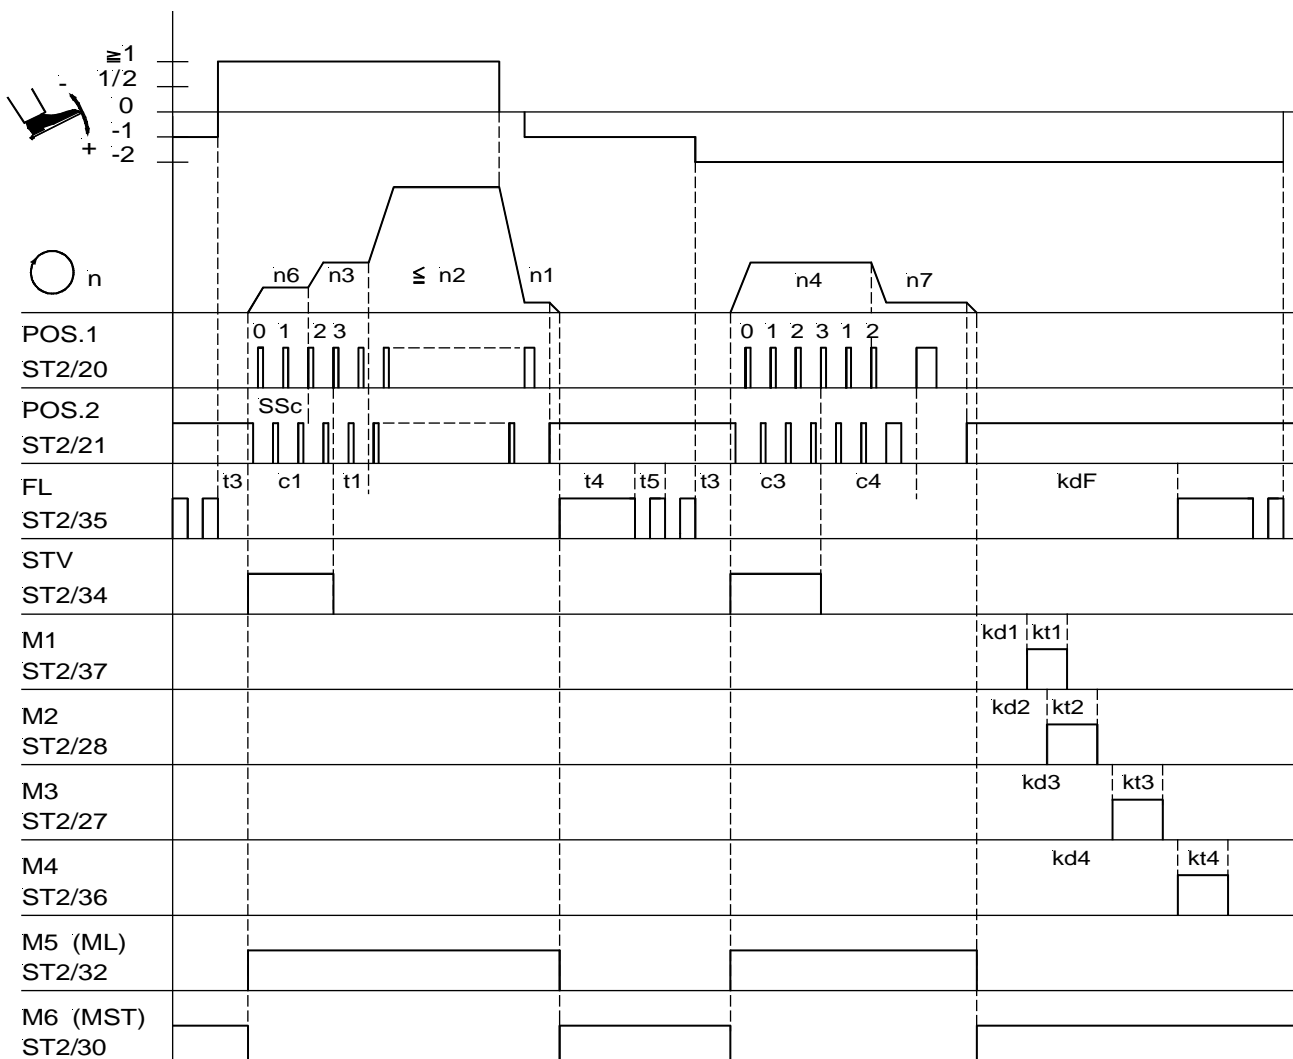 ≧1
1/2
-
0
-1
+
-2
n
n6 n3 ≦ n2 n1 n4 n7
POS.1
0 1 2 3 0 1 2 3 1 2
ST2/20
POS.2
SSc
ST2/21
FL
t3 c1 t1 t4 t5 t3 c3 c4 kdF
ST2/35
STV
ST2/34
M1
kd1 kt1
ST2/37
M2
kd2 kt2
ST2/28
M3
kd3 kt3
ST2/27
M4
kd4 kt4
ST2/36
M5 (ML)
ST2/32
M6 (MST)
ST2/30